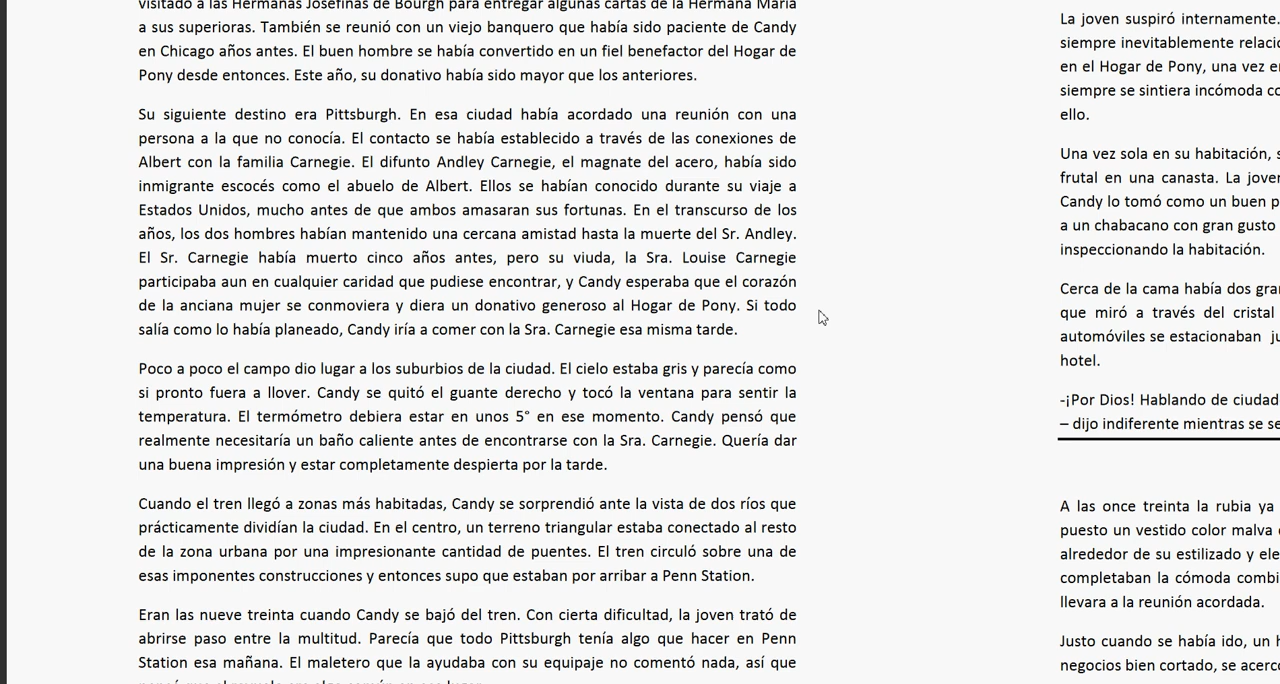 visitado a las Hermanas Josefinas de Bourgh para entregar algunas cartas de la Hermana María
a sus superioras. También se reunió con un viejo banquero que había sido paciente de Candy
en Chicago años antes. El buen hombre se había convertido en un fiel benefactor del Hogar de
Pony desde entonces. Este año, su donativo había sido mayor que los anteriores.
Su siguiente destino era Pittsburgh. En esa ciudad había acordado una reunión con una
persona a la que no conocía. El contacto se había establecido a través de las conexiones de
Albert con la familia Carnegie. El difunto Andley Carnegie, el magnate del acero, había sido
inmigrante escocés como el abuelo de Albert. Ellos se habían conocido durante su viaje a
Estados Unidos, mucho antes de que ambos amasaran sus fortunas. En el transcurso de los
años, los dos hombres habían mantenido una cercana amistad hasta la muerte del Sr. Andley.
El Sr. Carnegie había muerto cinco años antes, pero su viuda, la Sra. Louise Carnegie
participaba aun en cualquier caridad que pudiese encontrar, y Candy esperaba que el corazón
de la anciana mujer se conmoviera y diera un donativo generoso al Hogar de Pony. Si todo
salía como lo había planeado, Candy iría a comer con la Sra. Carnegie esa misma tarde.
Poco a poco el campo dio lugar a los suburbios de la ciudad. El cielo estaba gris y parecía como
si pronto fuera a llover. Candy se quitó el guante derecho y tocó la ventana para sentir la
temperatura. El termómetro debiera estar en unos 5° en ese momento. Candy pensó que
realmente necesitaría un baño caliente antes de encontrarse con la Sra. Carnegie. Quería dar
una buena impresión y estar completamente despierta por la tarde.
Cuando el tren llegó a zonas más habitadas, Candy se sorprendió ante la vista de dos ríos que
prácticamente dividían la ciudad. En el centro, un terreno triangular estaba conectado al resto
de la zona urbana por una impresionante cantidad de puentes. El tren circuló sobre una de
esas imponentes construcciones y entonces supo que estaban por arribar a Penn Station.
Eran las nueve treinta cuando Candy se bajó del tren. Con cierta dificultad, la joven trató de
abrirse paso entre la multitud. Parecía que todo Pittsburgh tenía algo que hacer en Penn
Station esa mañana. El maletero que la ayudaba con su equipaje no comentó nada, así que
La joven suspiró internamente.
siempre inevitablemente relacio
en el Hogar de Pony, una vez en
siempre se sintiera incómoda co
ello.
Una vez sola en su habitación, s
frutal en una canasta. La joven
Candy lo tomó como un buen p
a un chabacano con gran gusto
inspeccionando la habitación.
Cerca de la cama había dos gran
que miró a través del cristal
automóviles se estacionaban ju
hotel.
-¡Por Dios! Hablando de ciudad
– dijo indiferente mientras se se
A las once treinta la rubia ya
puesto un vestido color malva
alrededor de su estilizado y ele
completaban la cómoda combi
llevara a la reunión acordada.
Justo cuando se había ido, un h
negocios bien cortado, se acerc